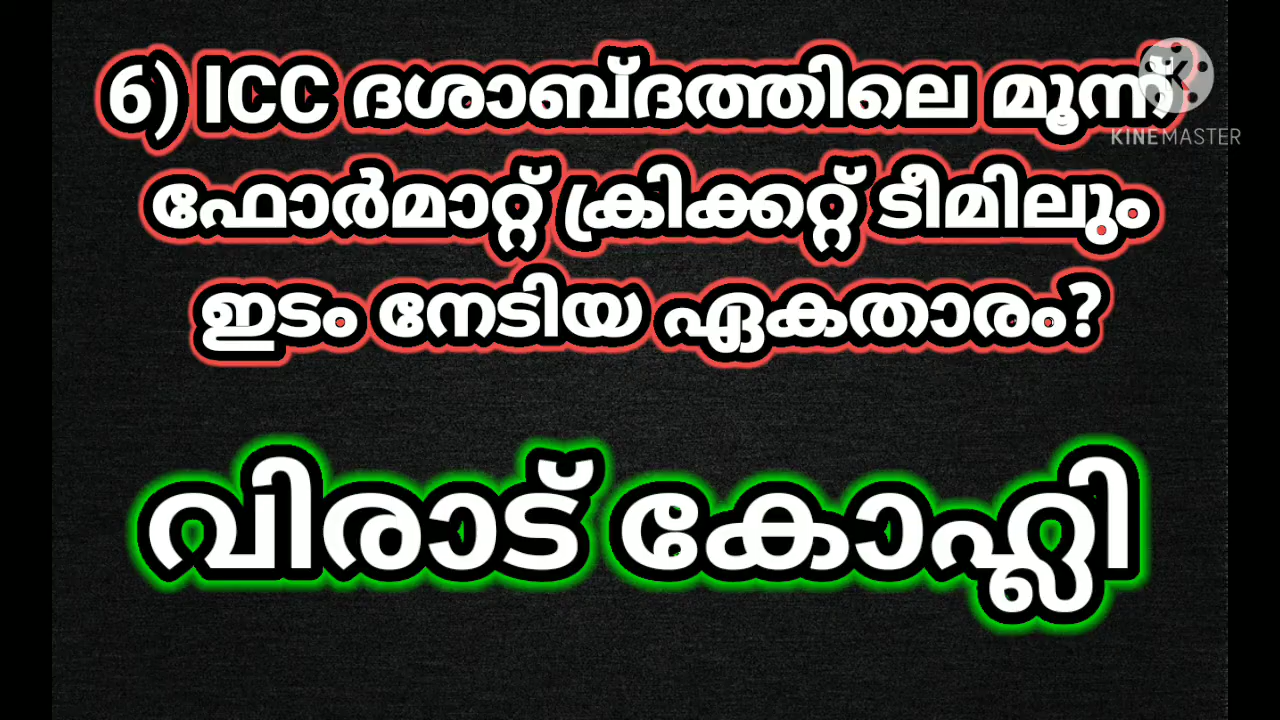 6) ICC ദശാബ്ദത്തിലെ മൂന്ന്
ഫോർമാറ്റ് ക്രിക്കറ്റ് ടീമിലും
ഇടം നേടിയ ഏകതാരം?
വിരാട് കോഹ്ലി
KINEMASTER